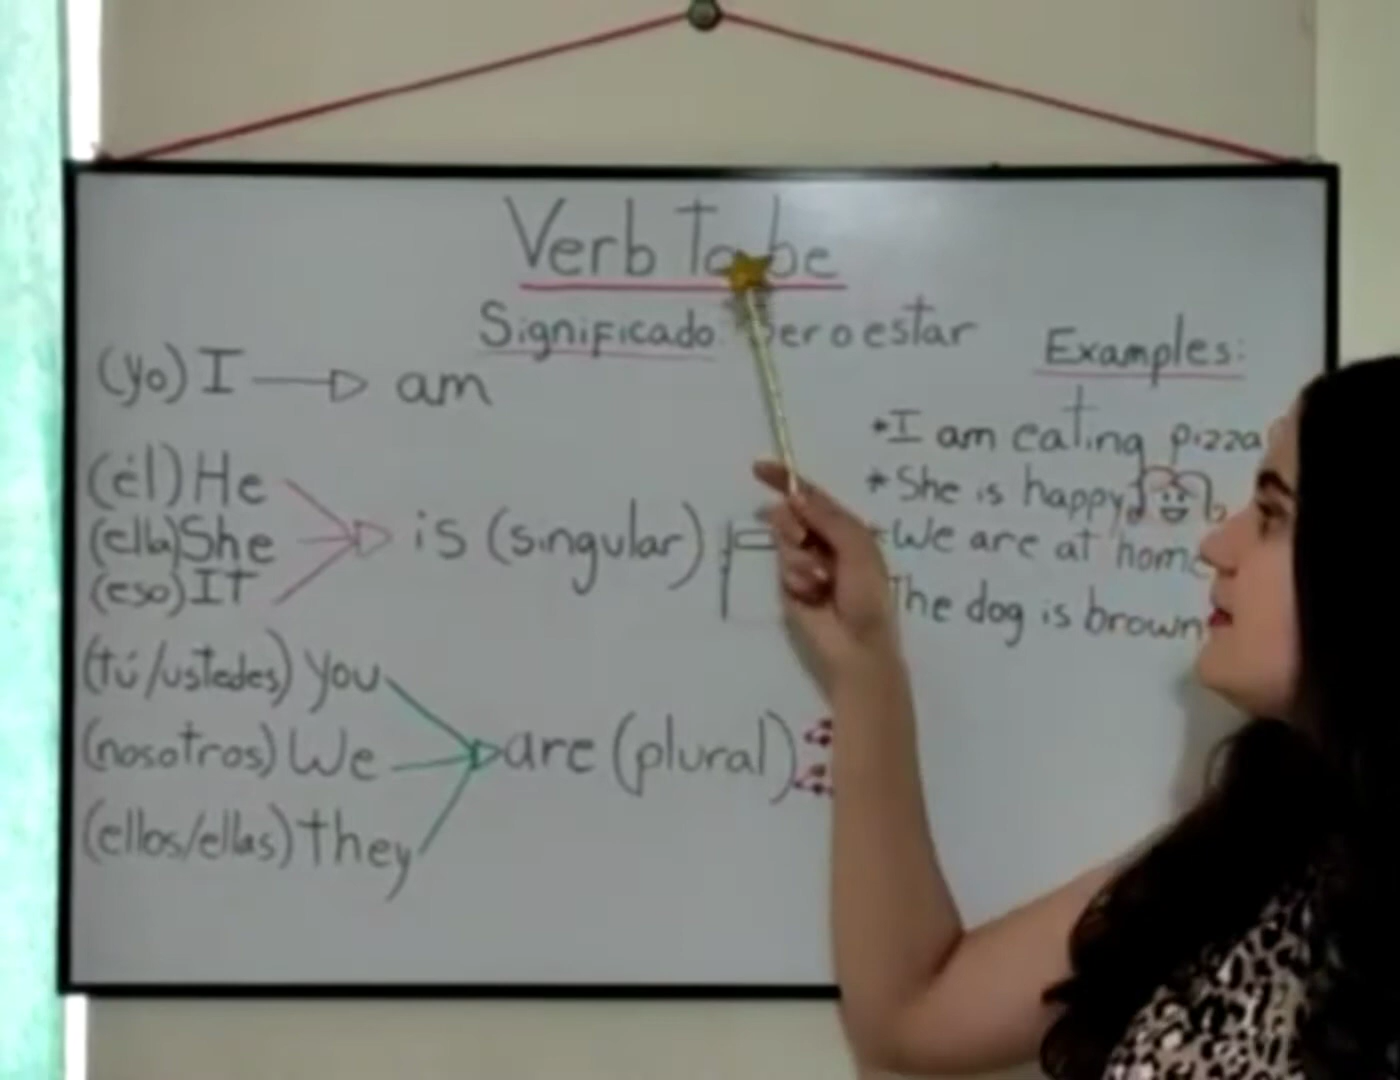 Verb To be
Significado: ser o estar
(yo) I am
(él) He
(ella) She
(eso) It
is (singular)
(tú/ustedes) you
(nosotros) We
(ellos/ellas) they
are (plural)
Examples:
*I am eating pizza
*She is happy
We are at home
The dog is brown